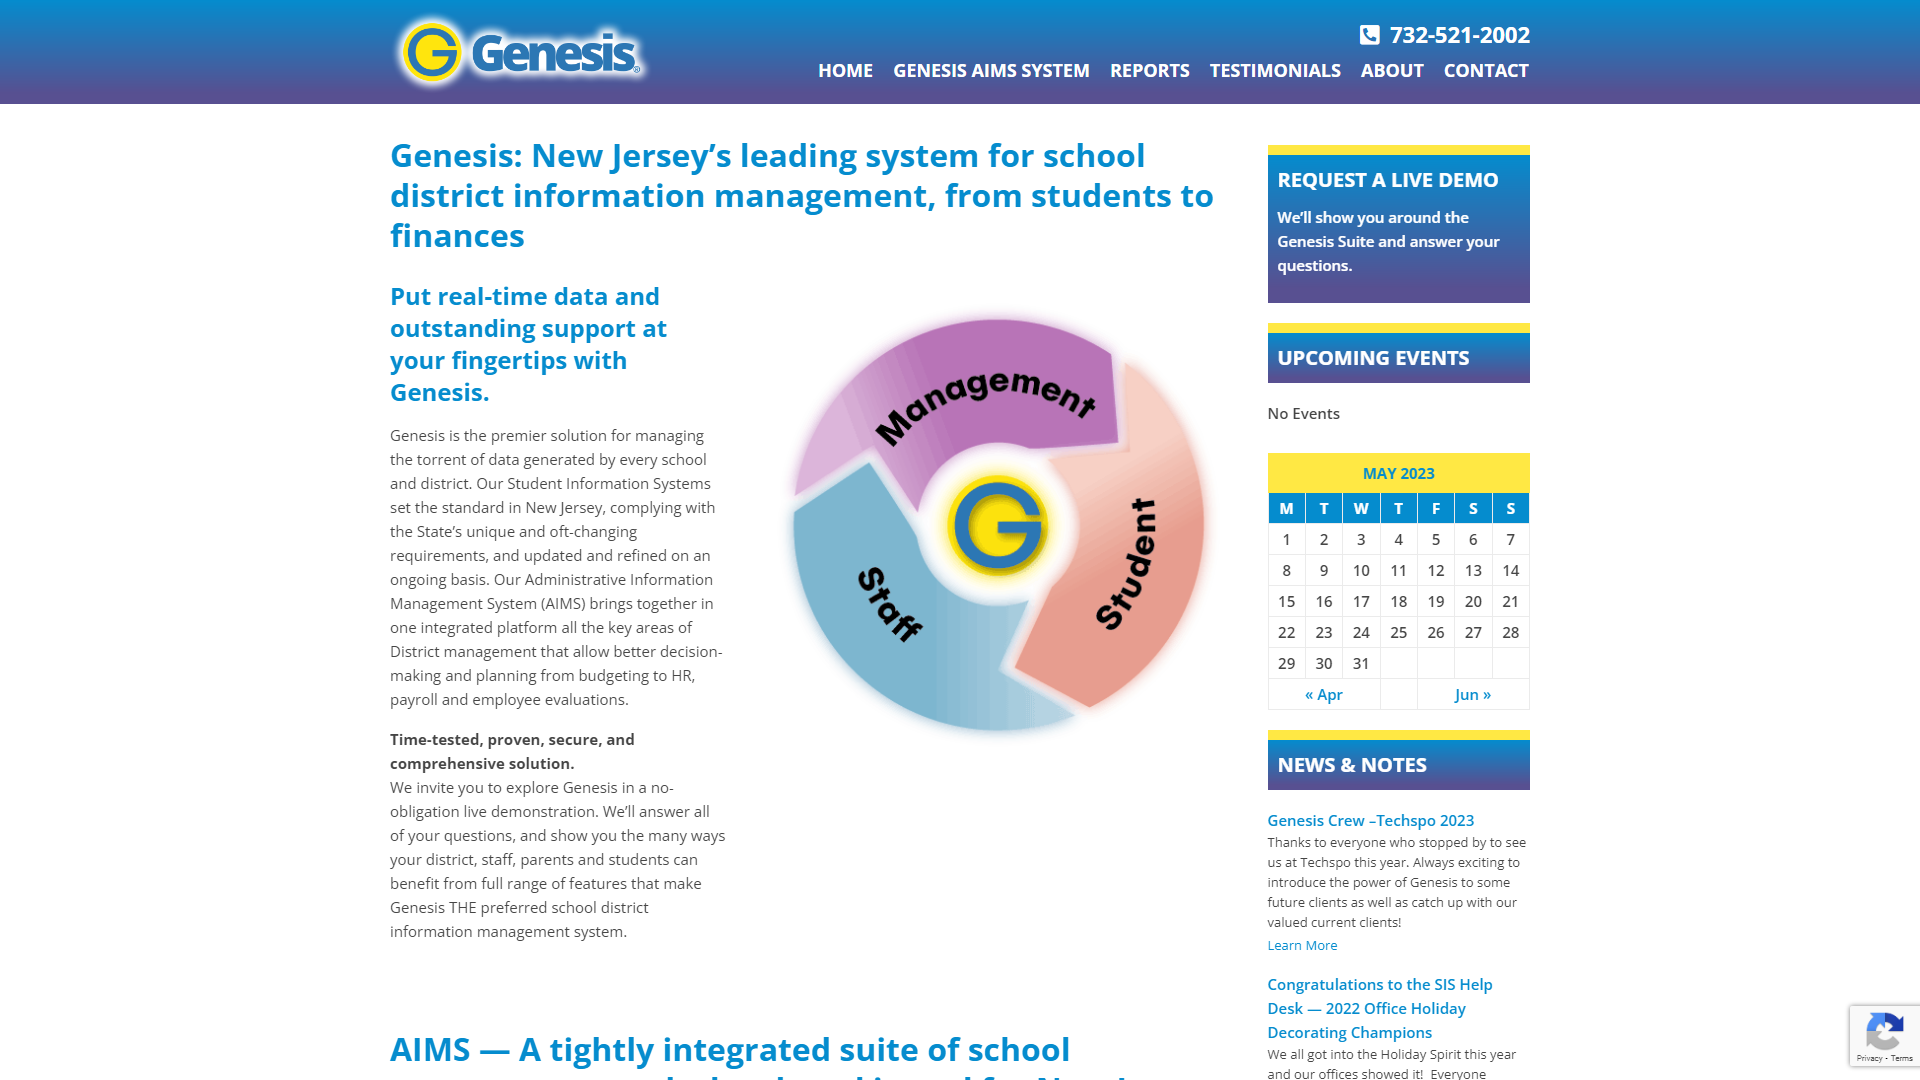 Genesis®
732-521-2002
HOME GENESIS AIMS SYSTEM REPORTS TESTIMONIALS ABOUT CONTACT
Genesis: New Jersey’s leading system for school
district information management, from students to
finances
Put real-time data and
outstanding support at
your fingertips with
Genesis.
Genesis is the premier solution for managing
the torrent of data generated by every school
and district. Our Student Information Systems
set the standard in New Jersey, complying with
the State’s unique and oft-changing
requirements, and updated and refined on an
ongoing basis. Our Administrative Information
Management System (AIMS) brings together in
one integrated platform all the key areas of
District management that allow better decision-
making and planning from budgeting to HR,
payroll and employee evaluations.
Time-tested, proven, secure, and
comprehensive solution.
We invite you to explore Genesis in a no-
obligation live demonstration. We’ll answer all
of your questions, and show you the many ways
your district, staff, parents and students can
benefit from full range of features that make
Genesis THE preferred school district
information management system.
Management
Student
Staff
G
AIMS — A tightly integrated suite of school
REQUEST A LIVE DEMO
We’ll show you around the
Genesis Suite and answer your
questions.
UPCOMING EVENTS
No Events
MAY 2023
M T W T F S S
1 2 3 4 5 6 7
8 9 10 11 12 13 14
15 16 17 18 19 20 21
22 23 24 25 26 27 28
29 30 31
« Apr Jun »
NEWS & NOTES
Genesis Crew –Techspo 2023
Thanks to everyone who stopped by to see
us at Techspo this year. Always exciting to
introduce the power of Genesis to some
future clients as well as catch up with our
valued current clients!
Learn More
Congratulations to the SIS Help
Desk — 2022 Office Holiday
Decorating Champions
We all got into the Holiday Spirit this year
and our offices showed it! Everyone
Privacy - Terms